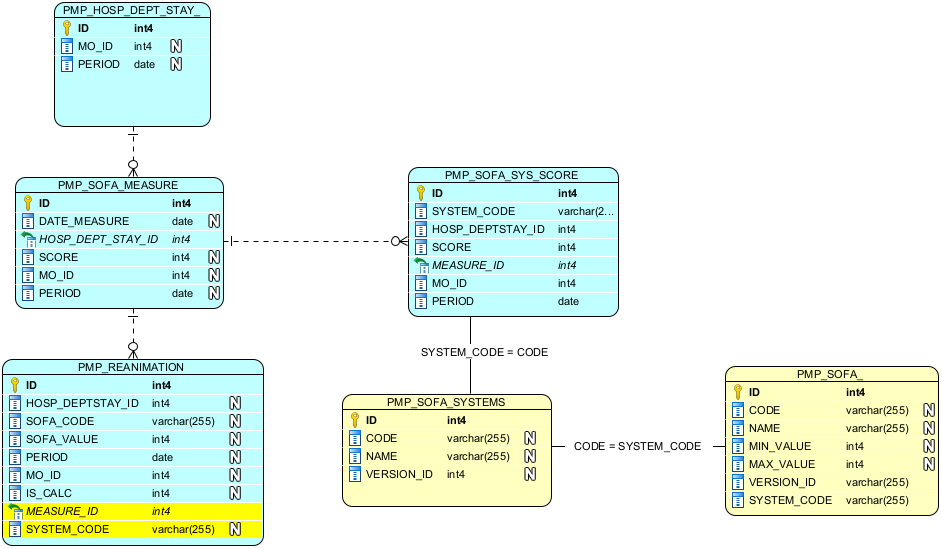 PMP_HOSP_DEPT_STAY_
ID int4
MO_ID int4 N
PERIOD date N
PMP_SOFA_MEASURE
ID int4
DATE_MEASURE date N
HOSP_DEPT_STAY_ID int4
SCORE int4 N
MO_ID int4 N
PERIOD date N
PMP_SOFA_SYS_SCORE
ID int4
SYSTEM_CODE varchar(2...
HOSP_DEPTSTAY_ID int4
SCORE int4
MEASURE_ID int4
MO_ID int4
PERIOD date
SYSTEM_CODE = CODE
PMP_REANIMATION
ID int4
HOSP_DEPTSTAY_ID int4 N
SOFA_CODE varchar(255) N
SOFA_VALUE int4 N
PERIOD date N
MO_ID int4 N
IS_CALC int4 N
MEASURE_ID int4
SYSTEM_CODE varchar(255) N
PMP_SOFA_SYSTEMS
ID int4
CODE varchar(255) N
NAME varchar(255) N
VERSION_ID int4 N
CODE = SYSTEM_CODE
PMP_SOFA_
ID int4
CODE varchar(255) N
NAME varchar(255) N
MIN_VALUE int4 N
MAX_VALUE int4 N
VERSION_ID varchar(255)
SYSTEM_CODE varchar(255)